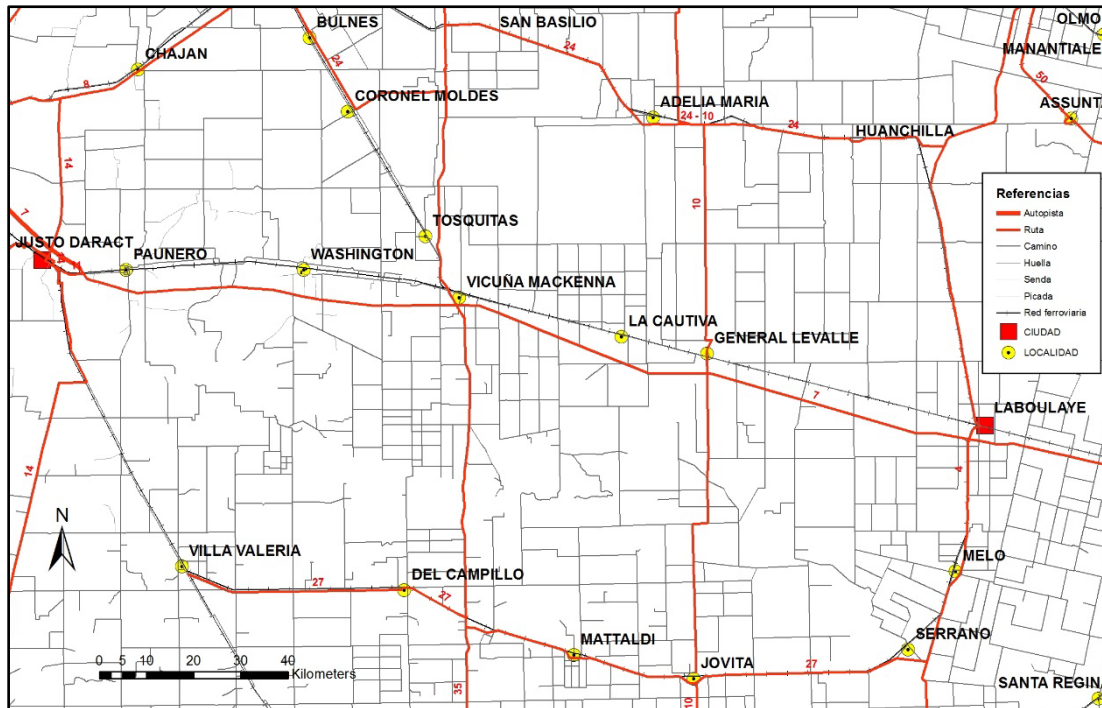 BULNES
SAN BASILIO
OLMO
MANANTIALE
CHAJAN
24
24
50
8
CORONEL MOLDES
ADELIA MARIA
ASSUNTA
24 - 10
24
HUANCHILLA
14
10
7
TOSQUITAS
JUSTO DARACT
PAUNERO
WASHINGTON
VICUÑA MACKENNA
LA CAUTIVA
GENERAL LEVALLE
7
LABOULAYE
14
4
N
VILLA VALERIA
27
DEL CAMPILLO
27
MELO
MATTALDI
SERRANO
JOVITA
27
35
10
SANTA REGIN
0 5 10 20 30 40
Kilometers
Referencias
Autopista
Ruta
Camino
Huella
Senda
Picada
Red ferroviaria
CIUDAD
LOCALIDAD